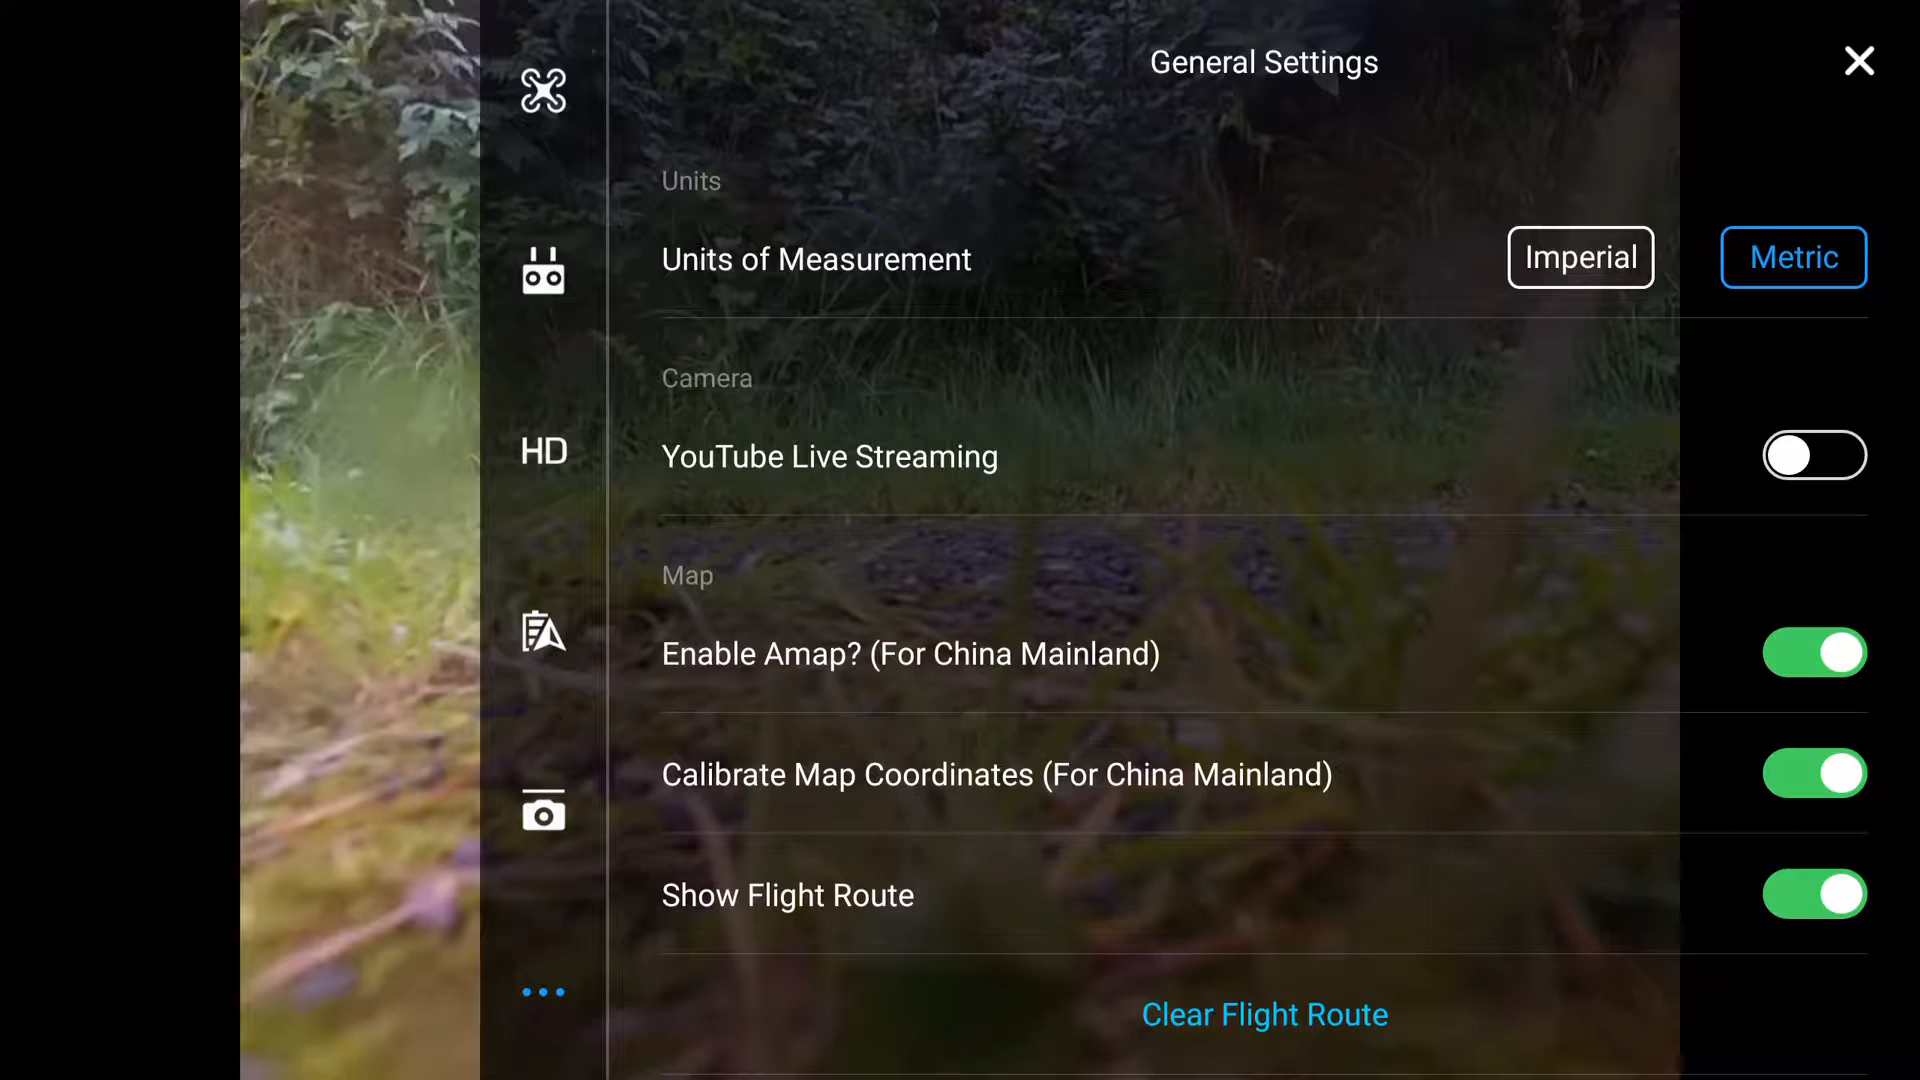 General Settings
Units
Units of Measurement
Imperial
Metric
Camera
YouTube Live Streaming
HD
Map
Enable Amap? (For China Mainland)
Calibrate Map Coordinates (For China Mainland)
Show Flight Route
Clear Flight Route